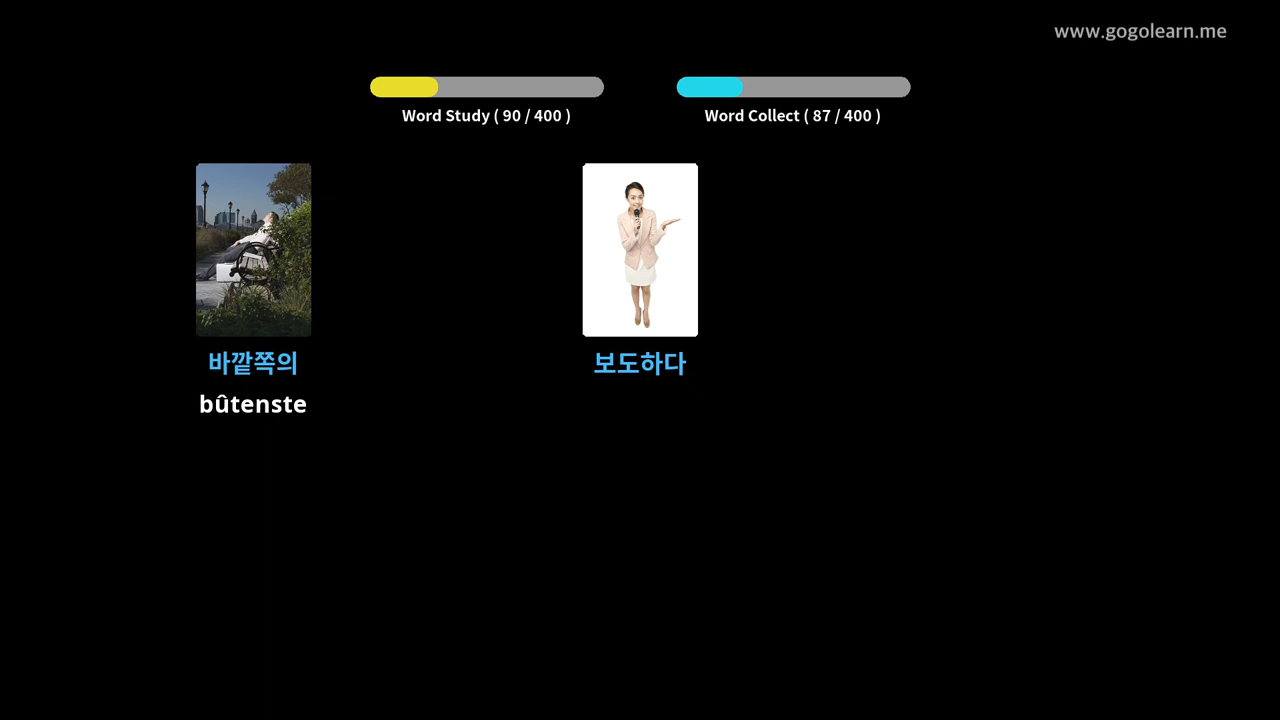 www.gogolearn.me
Word Study ( 90 / 400 )
Word Collect ( 87 / 400 )
바깥쪽의
bûtenste
보도하다